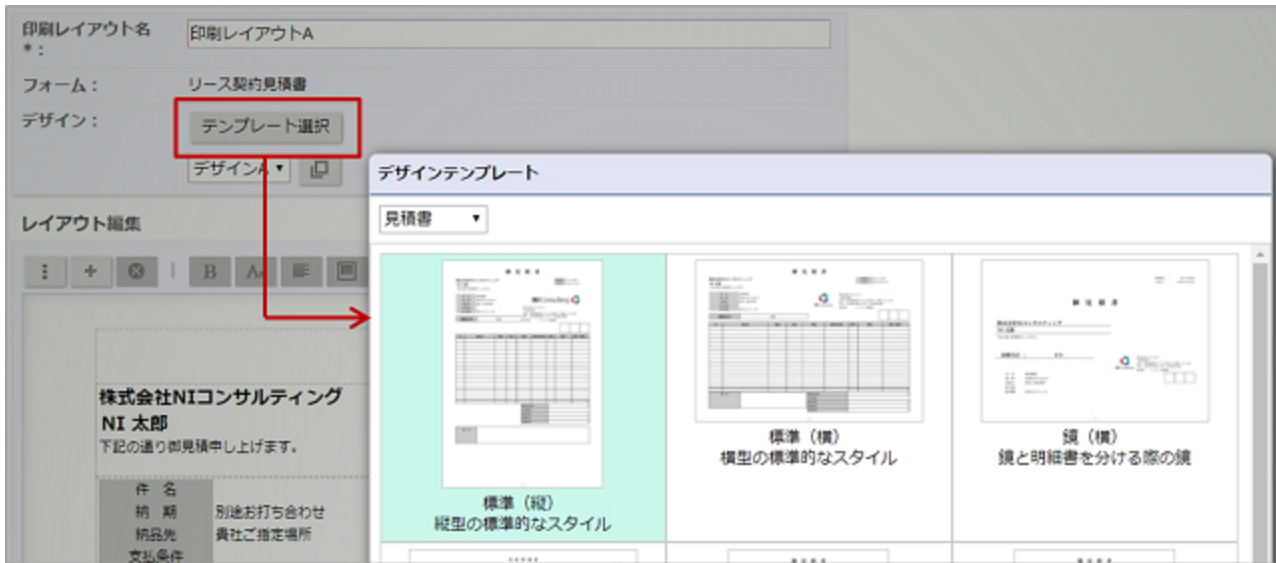 印刷レイアウト名
* :
印刷レイアウトA
フォーム :
リース契約見積書
デザイン :
テンプレート選択
デザインA
レイアウト編集
B
株式会社NIコンサルティング
NI 太郎
下記の通り御見積申し上げます。
件 名
納 期 別途お打ち合わせ
納品先 貴社ご指定場所
支払条件
デザインテンプレート
見積書
標準（縦）
縦型の標準的なスタイル
標準（横）
横型の標準的なスタイル
鏡（横）
鏡と明細書を分ける際の鏡